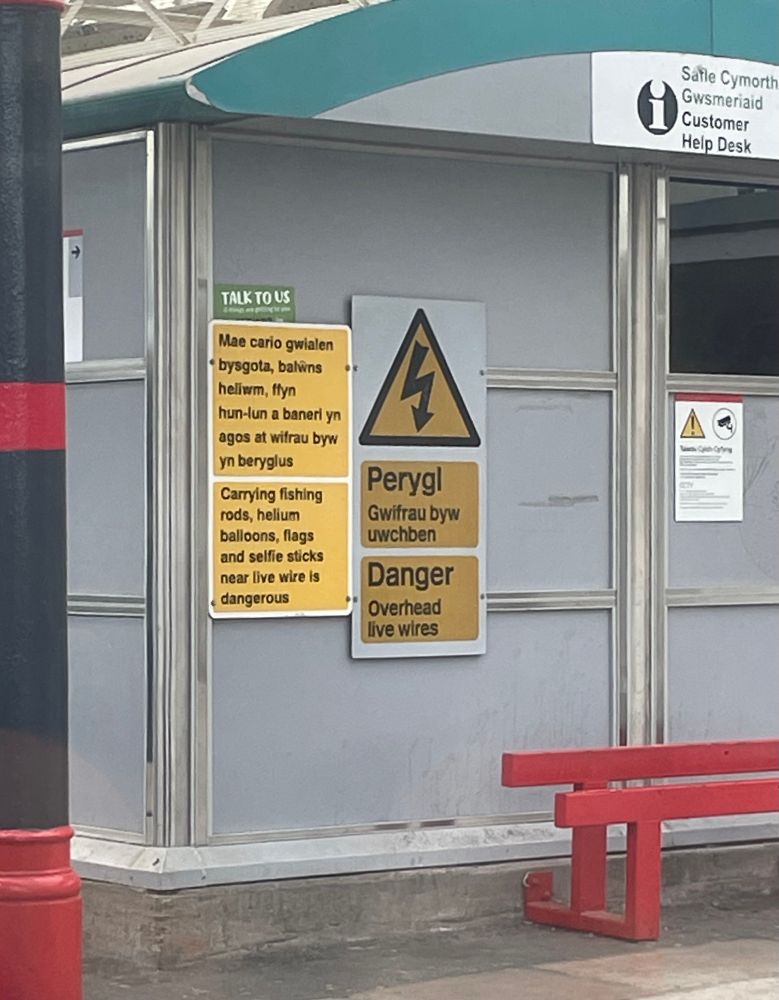 Safle Cymorth
Gwsmeriaid
Customer
Help Desk
TALK TO US
Mae cario gwialen
bysgota, balŵns
heliwm, ffyn
hun-lun a baneri yn
agos at wifrau byw
yn beryglus
Carrying fishing
rods, helium
balloons, flags
and selfie sticks
near live wire is
dangerous
Perygl
Gwifrau byw
uwchben
Danger
Overhead
live wires
CCTV